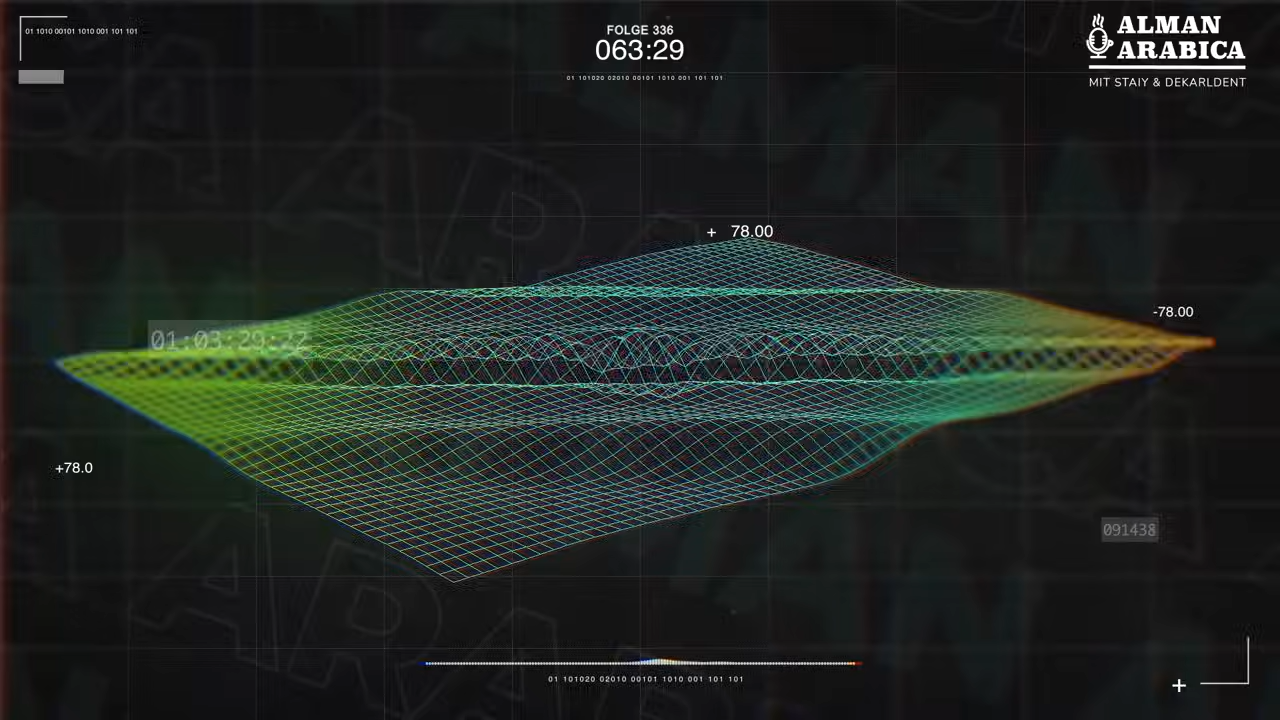 01 1010 00101 1010 001 101 101
FOLGE 336
063:29
01 101020 02010 00101 1010 001 101 101
ALMAN
ARABICA
MIT STAIY & DEKARLDENT
+ 78.00
-78.00
01:03:29:22
+78.0
091438
01 101020 02010 00101 1010 001 101 101
+